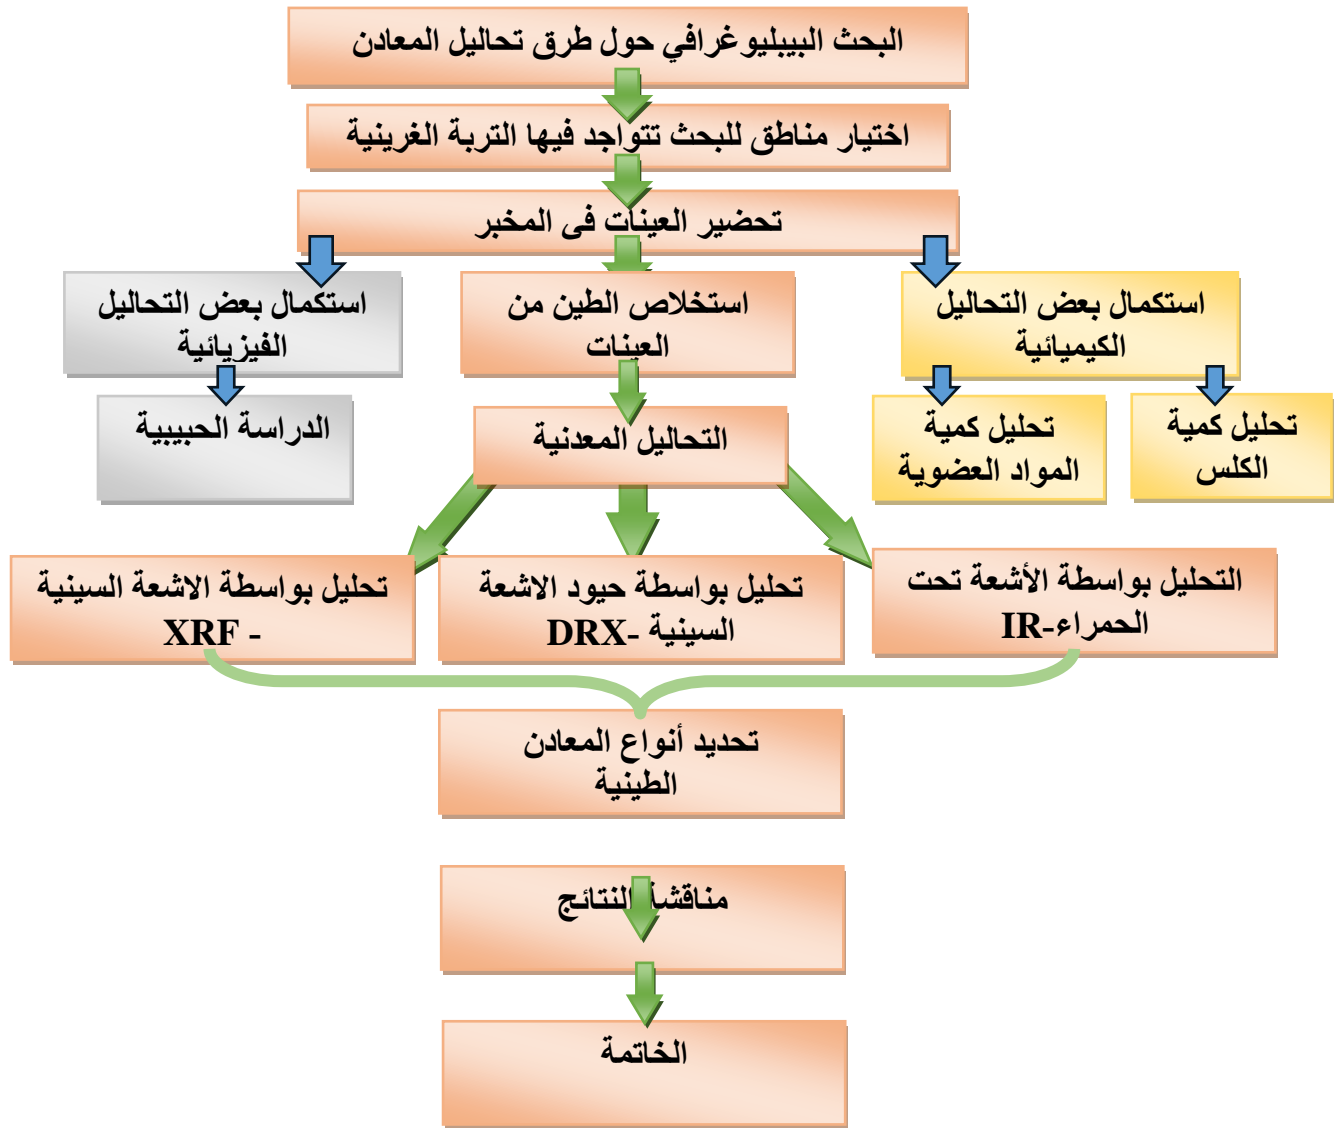 البحث البيبليوغرافي حول طرق تحاليل المعادن
اختيار مناطق للبحث تتواجد فيها التربة الغرينية
تحضير العينات في المخبر
استكمال بعض التحاليل
الكيميائية
استخلاص الطين من
العينات
استكمال بعض التحاليل
الفيزيائية
تحليل كمية
الكلس
تحليل كمية
المواد العضوية
التحاليل المعدنية
الدراسة الحبيبية
التحليل بواسطة الأشعة تحت
الحمراء-IR
تحليل بواسطة حيود الاشعة
السينية -DRX
تحليل بواسطة الاشعة السينية
- XRF
تحديد أنواع المعادن
الطينية
مناقشة النتائج
الخاتمة